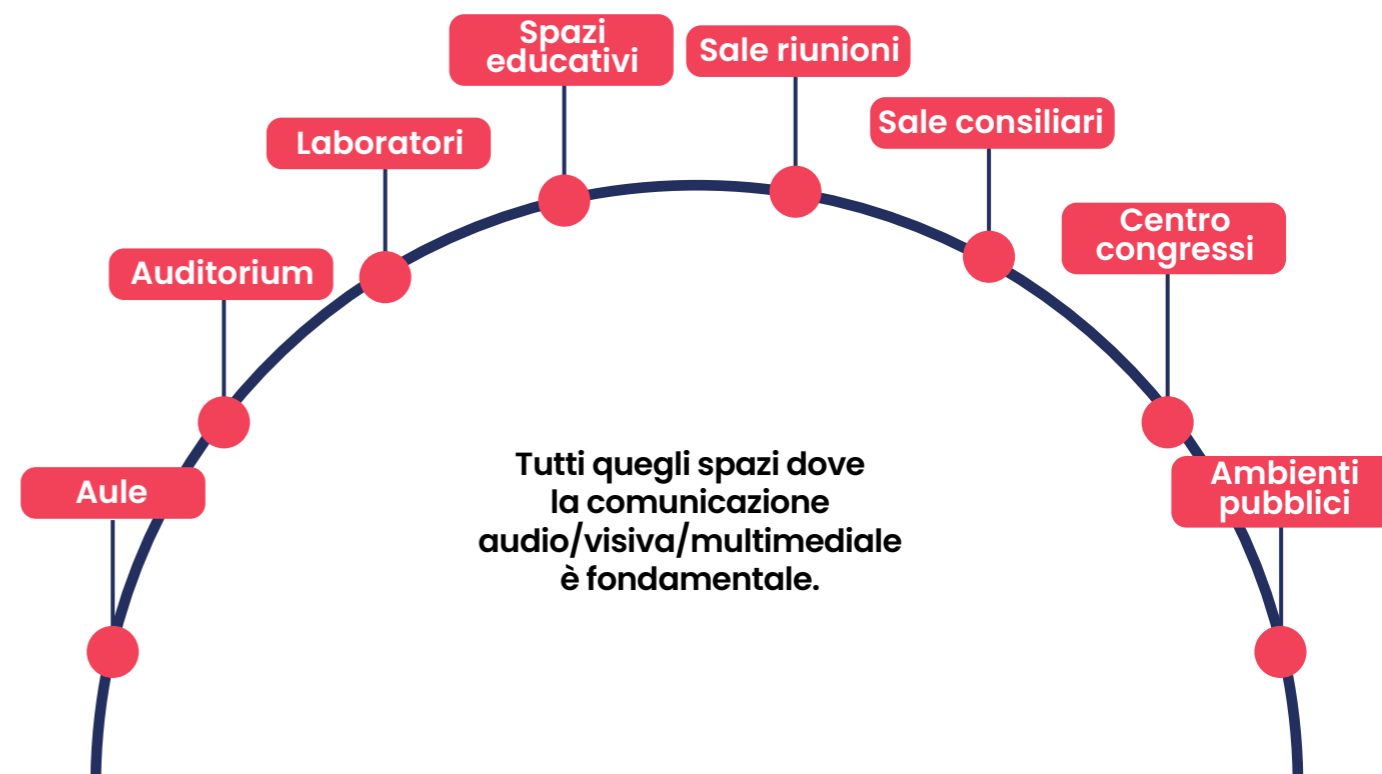 Spazi
educativi
Sale riunioni
Sale consiliari
Laboratori
Centro
congressi
Auditorium
Aule
Ambienti
pubblici
Tutti quegli spazi dove
la comunicazione
audio/visiva/multimediale
è fondamentale.